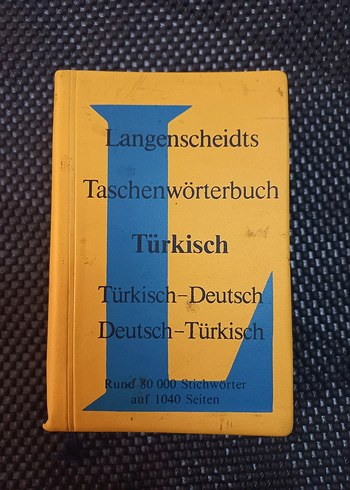 Langenscheidts
Taschenwörterbuch
Türkisch
Türkisch–Deutsch
Deutsch–Türkisch
Rund 80 000 Stichwörter
auf 1040 Seiten